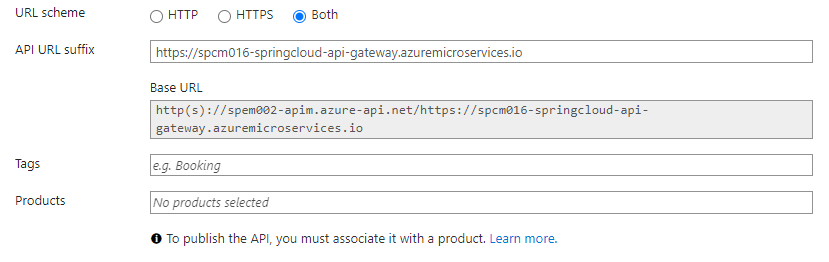 URL scheme HTTP HTTPS Both
API URL suffix https://spcm016-springcloud-api-gateway.azuremicroservices.io
Base URL
http(s)://spem002-apim.azure-api.net/https://spcm016-springcloud-api-
gateway.azuremicroservices.io
Tags e.g. Booking
Products No products selected
To publish the API, you must associate it with a product. Learn more.